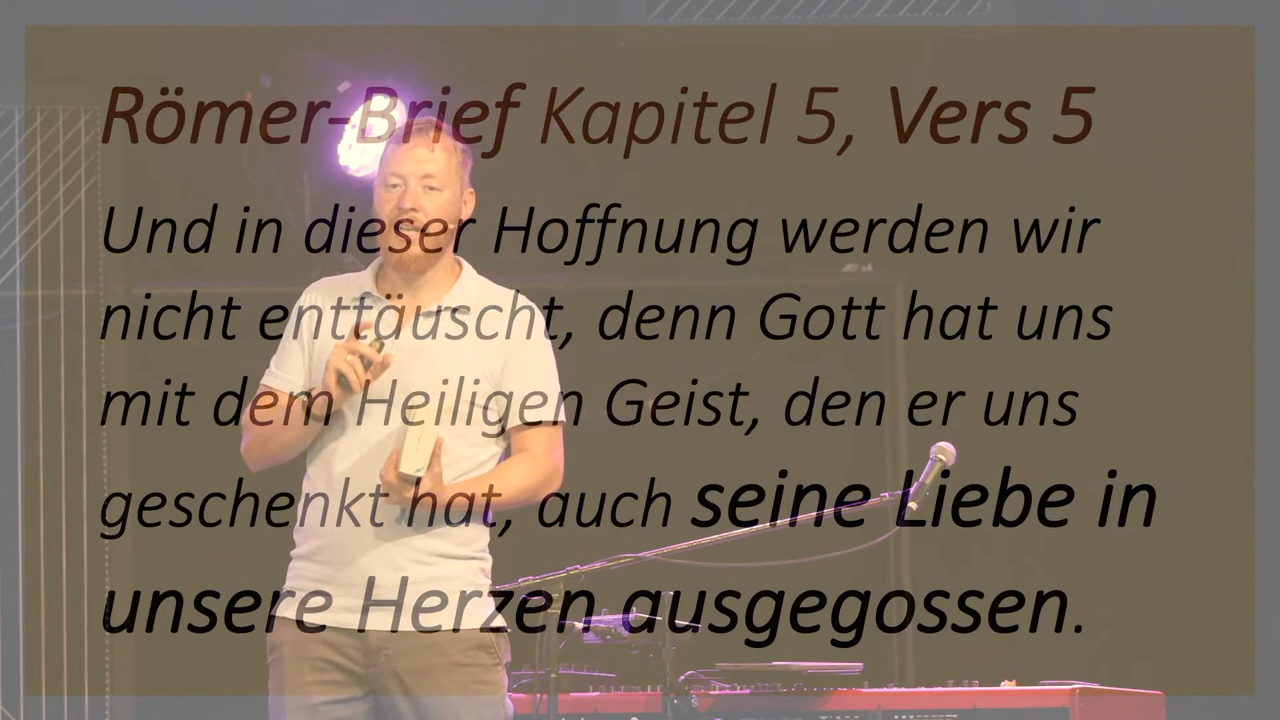 Römer-Brief Kapitel 5, Vers 5
Und in dieser Hoffnung werden wir
nicht enttäuscht, denn Gott hat uns
mit dem Heiligen Geist, den er uns
geschenkt hat, auch seine Liebe in
unsere Herzen ausgegossen.